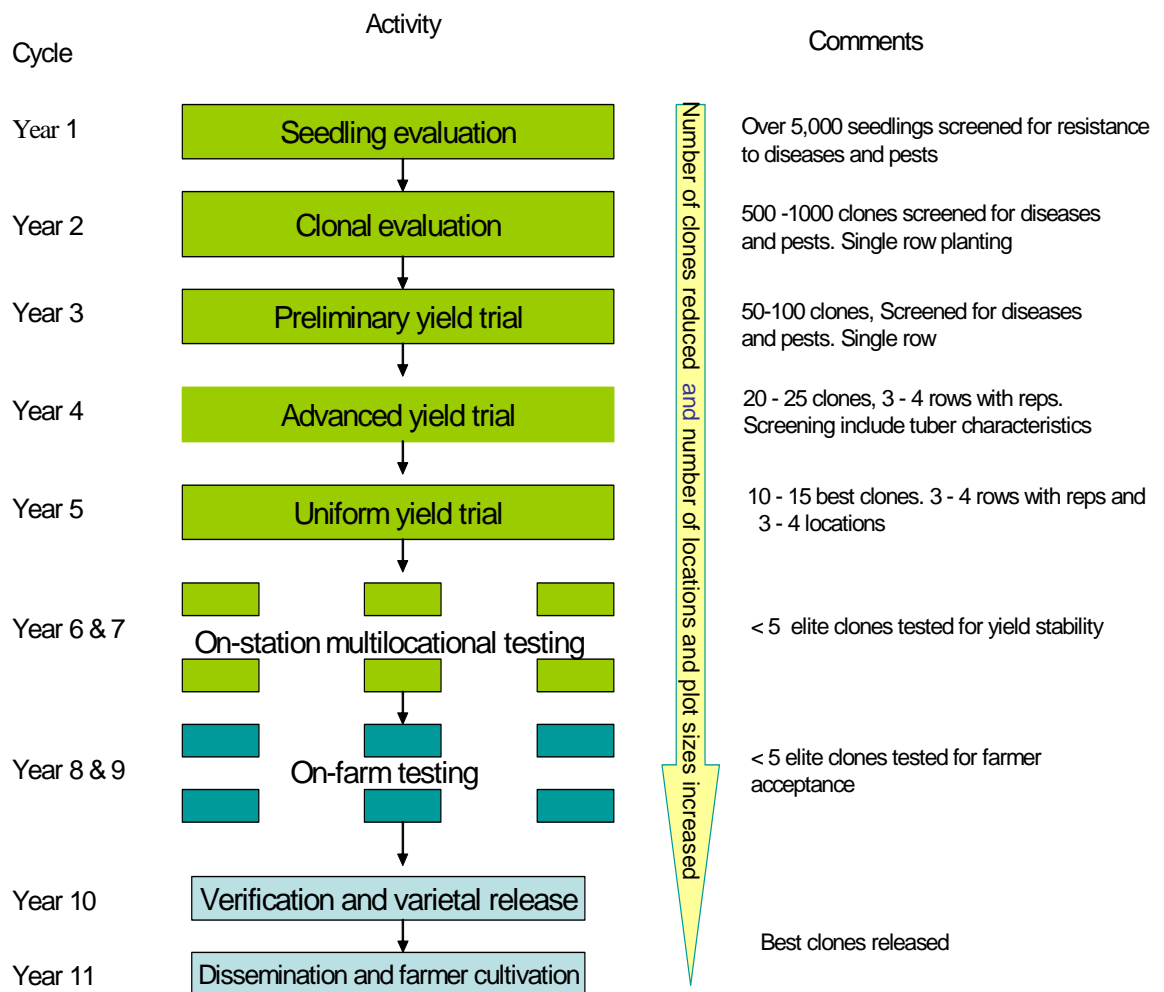 Activity
Cycle
Comments
Year 1
Seedling evaluation
Over 5,000 seedlings screened for resistance
to diseases and pests
Year 2
Clonal evaluation
500 -1000 clones screened for diseases
and pests. Single row planting
Year 3
Preliminary yield trial
50-100 clones, Screened for diseases
and pests. Single row
Year 4
Advanced yield trial
20 - 25 clones, 3 - 4 rows with reps.
Screening include tuber characteristics
Year 5
Uniform yield trial
10 - 15 best clones. 3 - 4 rows with reps and
3 - 4 locations
Year 6 & 7
On-station multilocational testing
< 5 elite clones tested for yield stability
Year 8 & 9
On-farm testing
< 5 elite clones tested for farmer
acceptance
Year 10
Verification and varietal release
Best clones released
Year 11
Dissemination and farmer cultivation
Number of clones reduced and number of locations and plot sizes increased